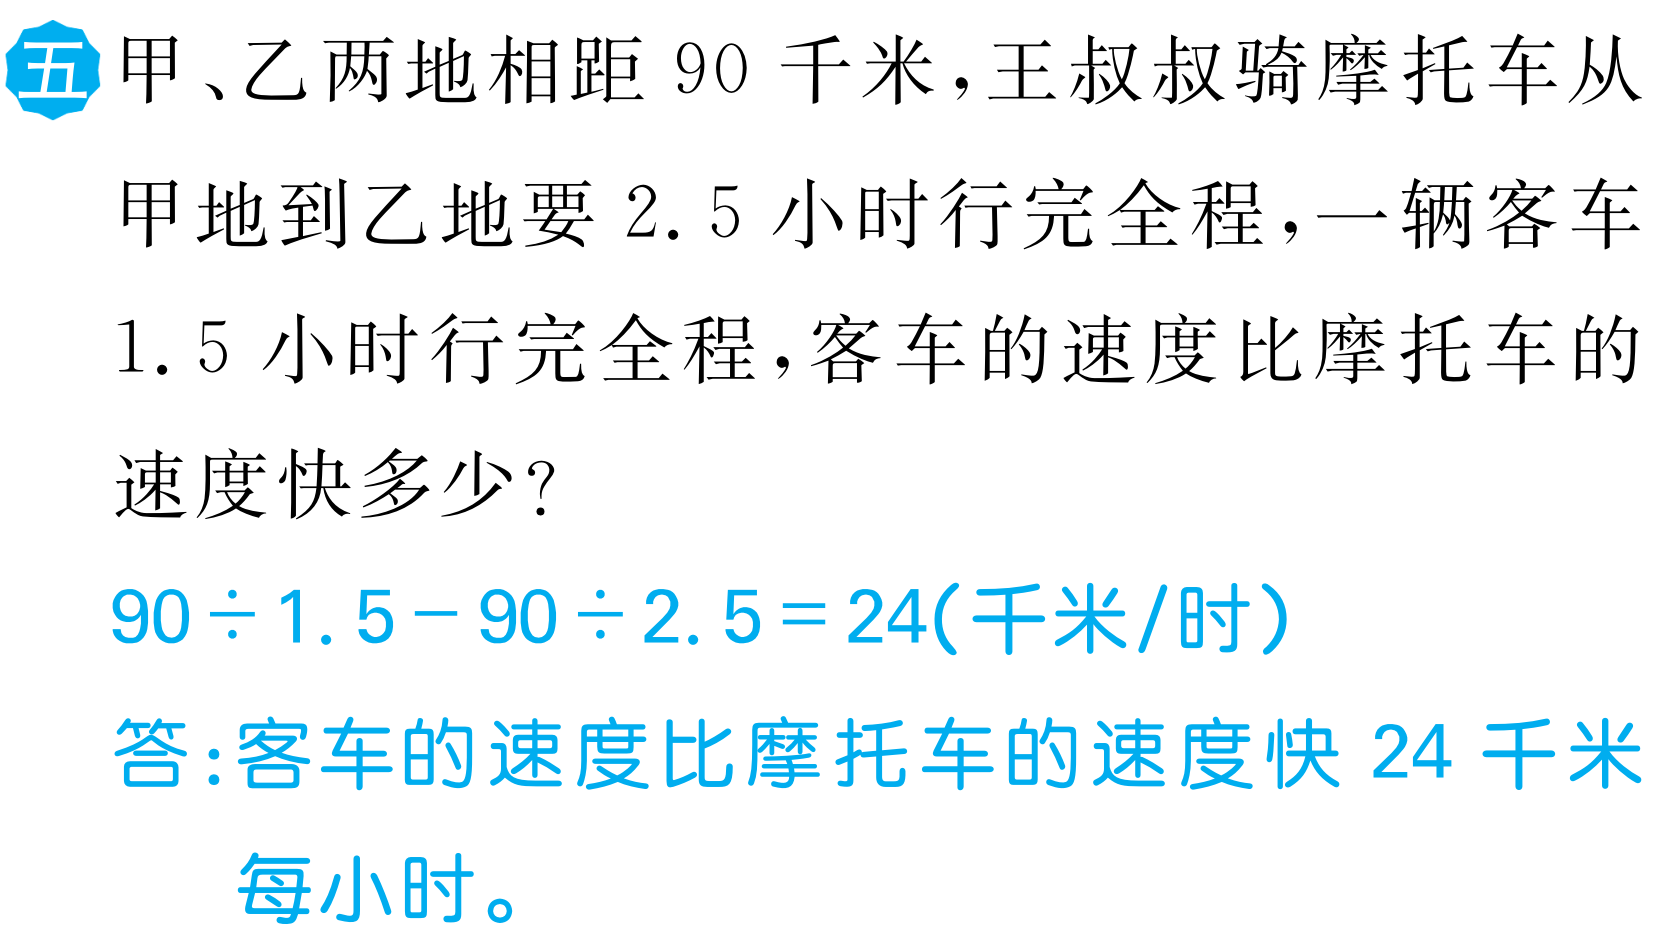 五 甲、乙两地相距 90 千米,王叔叔骑摩托车从
甲地到乙地要 2.5 小时行完全程,一辆客车
1.5 小时行完全程,客车的速度比摩托车的
速度快多少?
90÷1.5-90÷2.5=24(千米/时)
答:客车的速度比摩托车的速度快 24 千米
每小时。